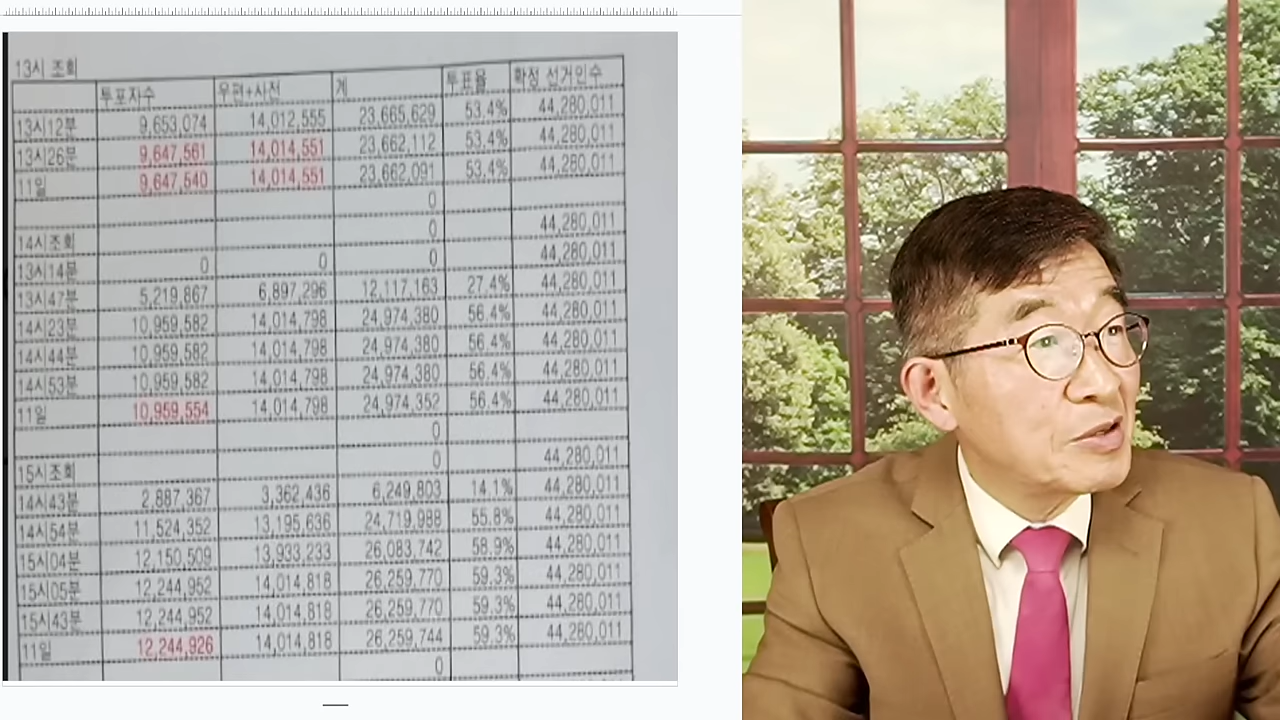 13시 조회
투표자수 우편+사전 계 투표율 확정 선거인수
13시12분 9,653,074 14,012,555 23,665,629 53.4% 44,280,011
13시26분 9,647,561 14,014,551 23,662,112 53.4% 44,280,011
11일 9,647,540 14,014,551 23,662,091 53.4% 44,280,011
0
14시조회 0 44,280,011
13시14분 0 0 0 44,280,011
13시47분 5,219,867 6,897,296 12,117,163 27.4% 44,280,011
14시23분 10,959,582 14,014,798 24,974,380 56.4% 44,280,011
14시44분 10,959,582 14,014,798 24,974,380 56.4% 44,280,011
14시53분 10,959,582 14,014,798 24,974,380 56.4% 44,280,011
11일 10,959,554 14,014,798 24,974,352 56.4% 44,280,011
0
15시조회 0 44,280,011
14시43분 2,887,367 3,362,436 6,249,803 14.1% 44,280,011
14시54분 11,524,352 13,195,636 24,719,988 55.8% 44,280,011
15시04분 12,150,509 13,933,233 26,083,742 58.9% 44,280,011
15시05분 12,244,952 14,014,818 26,259,770 59.3% 44,280,011
15시43분 12,244,952 14,014,818 26,259,770 59.3% 44,280,011
11일 12,244,926 14,014,818 26,259,744 59.3% 44,280,011
0